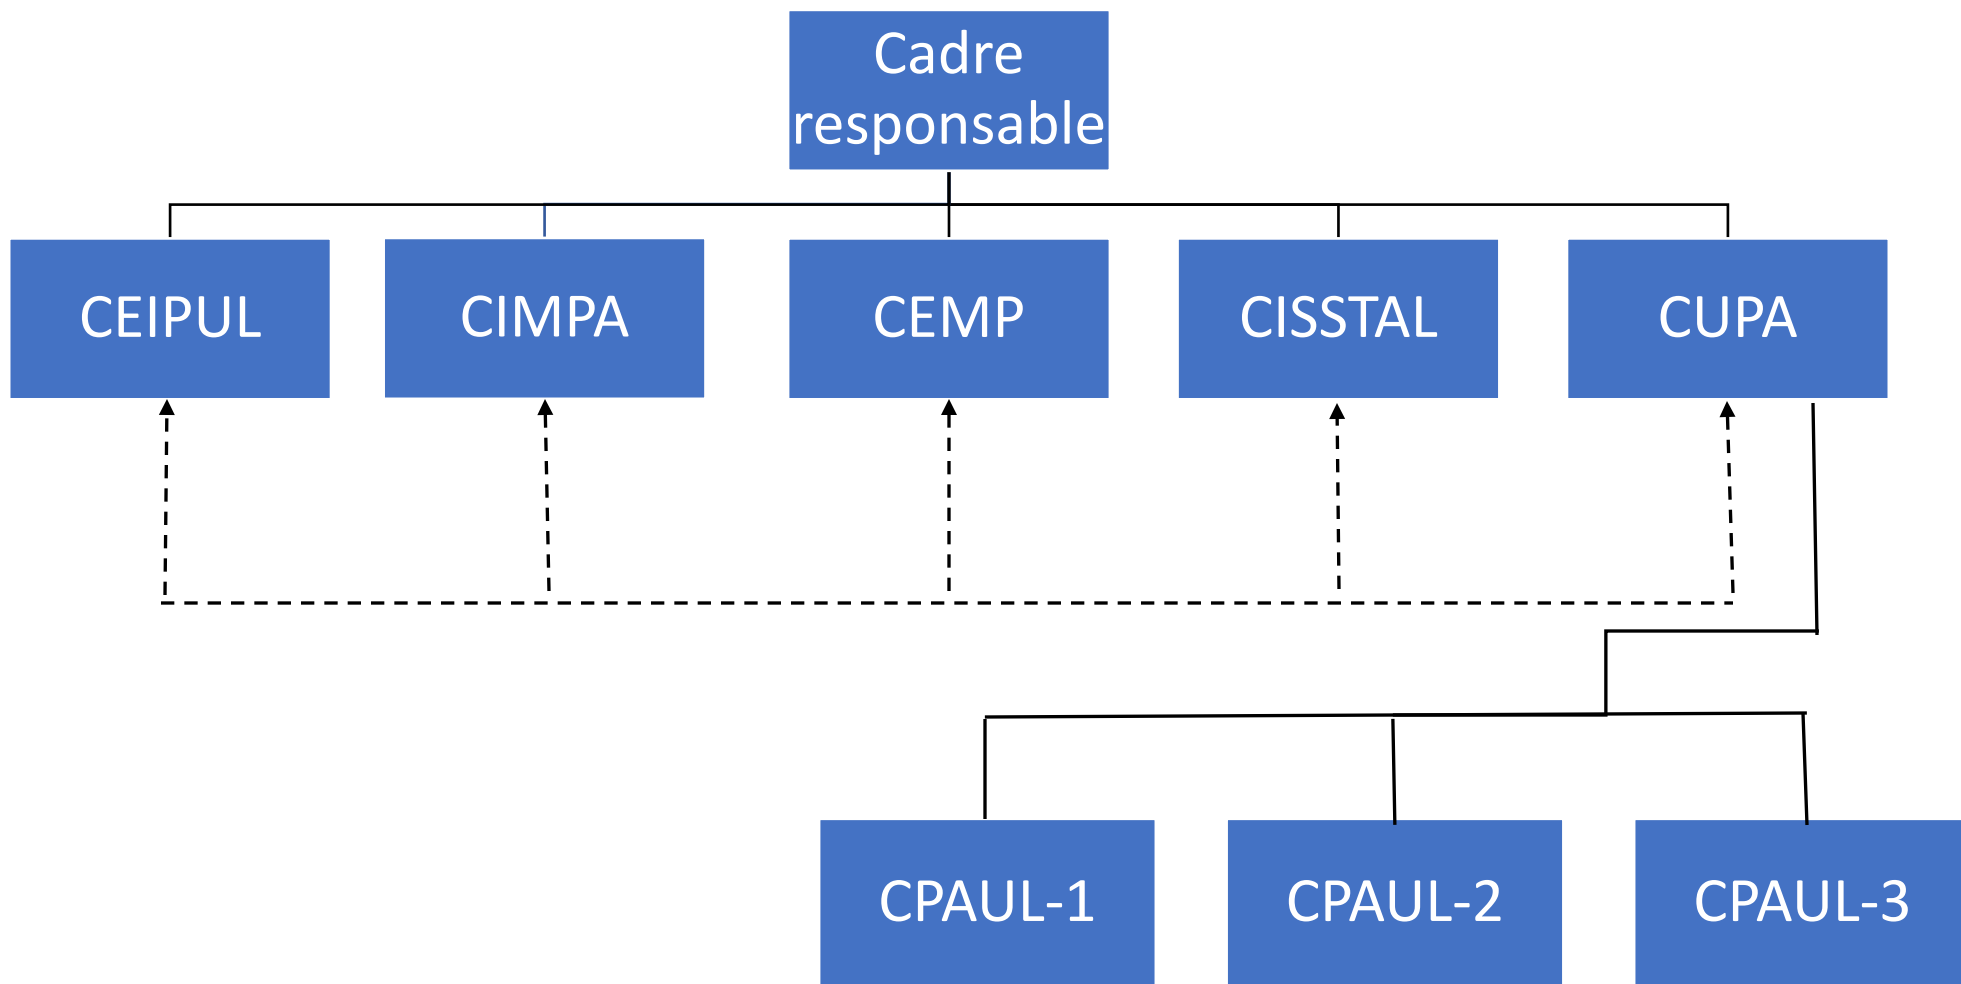 Cadre
responsable
CEIPUL
CIMPA
CEMP
CISSTAL
CUPA
CPAUL-1
CPAUL-2
CPAUL-3